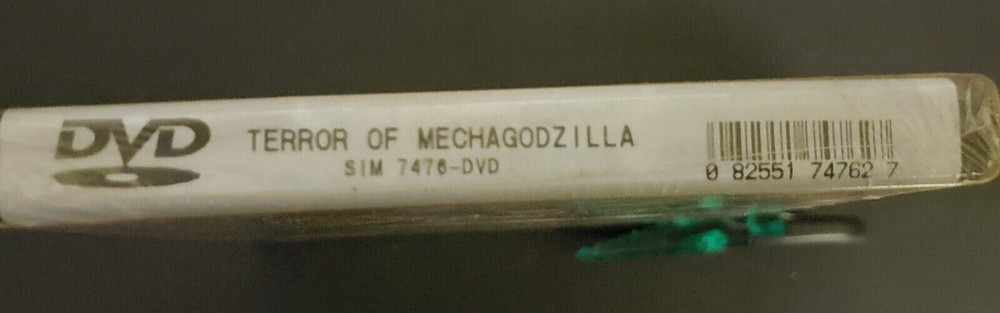 DVD
TERROR OF MECHAGODZILLA
SIM 7476-DVD
0 82551 74762 7